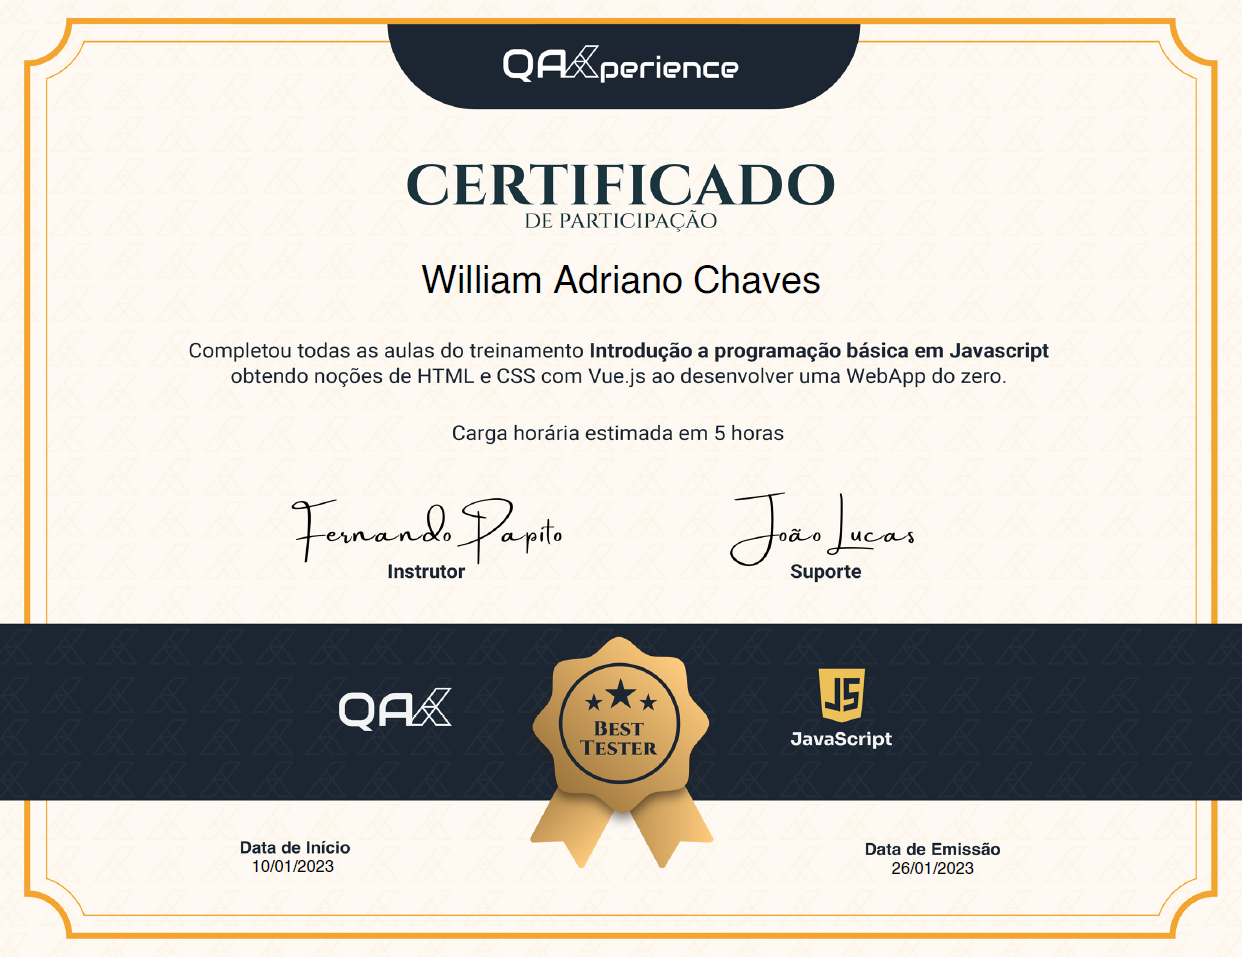 QAXperience
CERTIFICADO
DE PARTICIPAÇÃO
William Adriano Chaves
Completou todas as aulas do treinamento Introdução a programação básica em Javascript
obtendo noções de HTML e CSS com Vue.js ao desenvolver uma WebApp do zero.
Carga horária estimada em 5 horas
Fernando Papito
Instrutor
João Lucas
Suporte
QAX
BEST
TESTER
JS
JavaScript
Data de Início
10/01/2023
Data de Emissão
26/01/2023